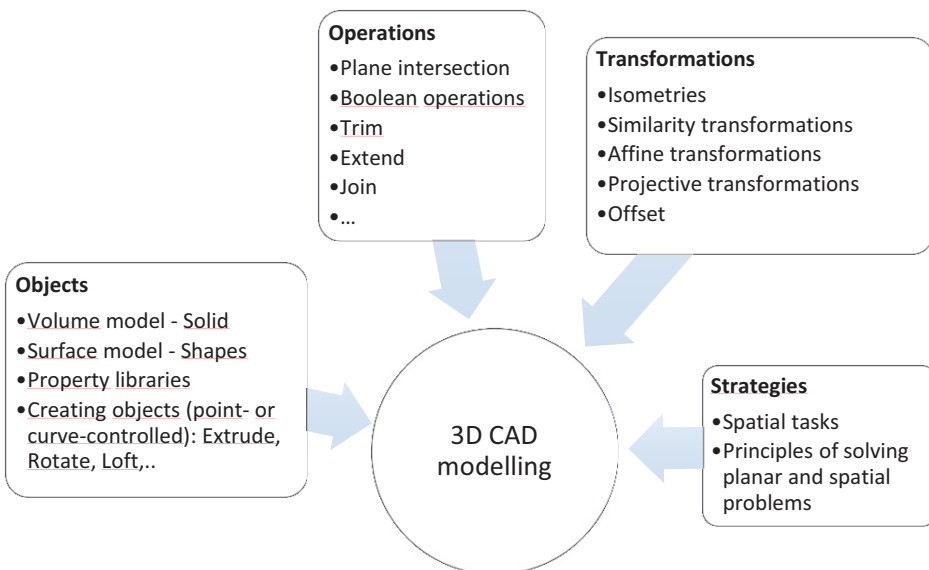 Operations
•Plane intersection
•Boolean operations
•Trim
•Extend
•Join
•...
Transformations
•Isometries
•Similarity transformations
•Affine transformations
•Projective transformations
•Offset
Objects
•Volume model - Solid
•Surface model - Shapes
•Property libraries
•Creating objects (point- or
curve-controlled): Extrude,
Rotate, Loft,..
3D CAD
modelling
Strategies
•Spatial tasks
•Principles of solving
planar and spatial
problems